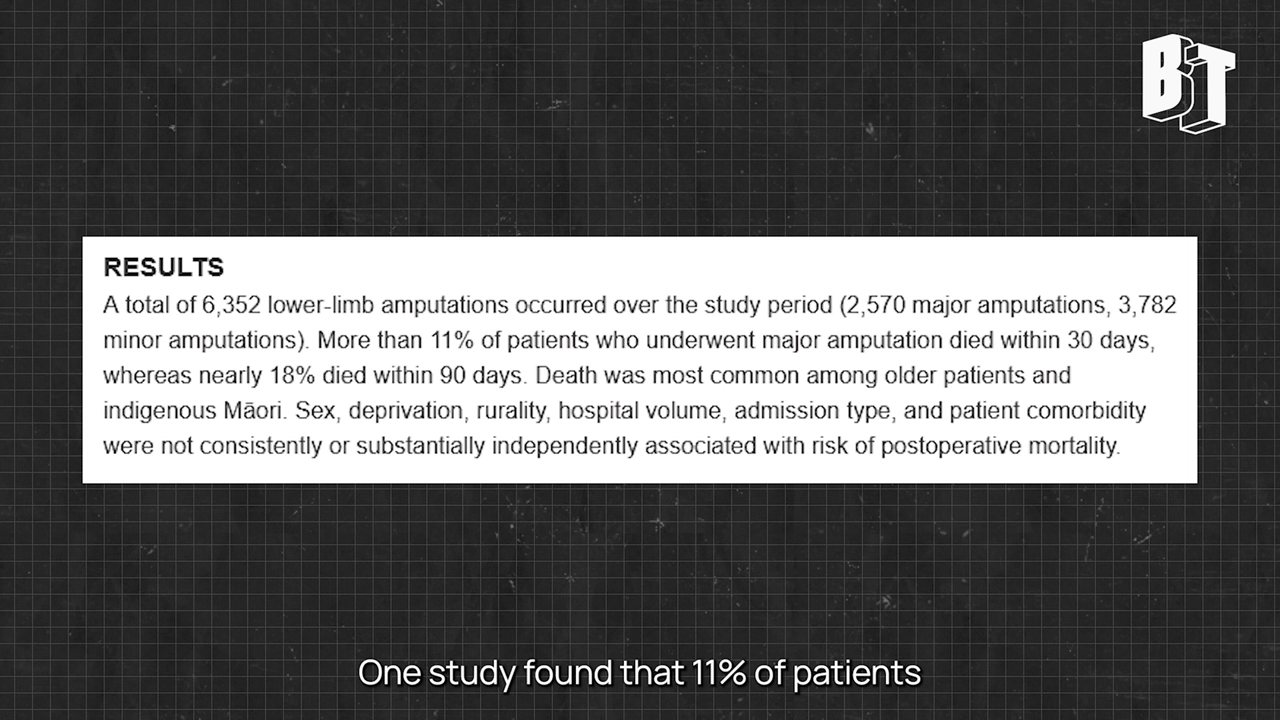 BT
RESULTS
A total of 6,352 lower-limb amputations occurred over the study period (2,570 major amputations, 3,782
minor amputations). More than 11% of patients who underwent major amputation died within 30 days,
whereas nearly 18% died within 90 days. Death was most common among older patients and
indigenous Māori. Sex, deprivation, rurality, hospital volume, admission type, and patient comorbidity
were not consistently or substantially independently associated with risk of postoperative mortality.
One study found that 11% of patients